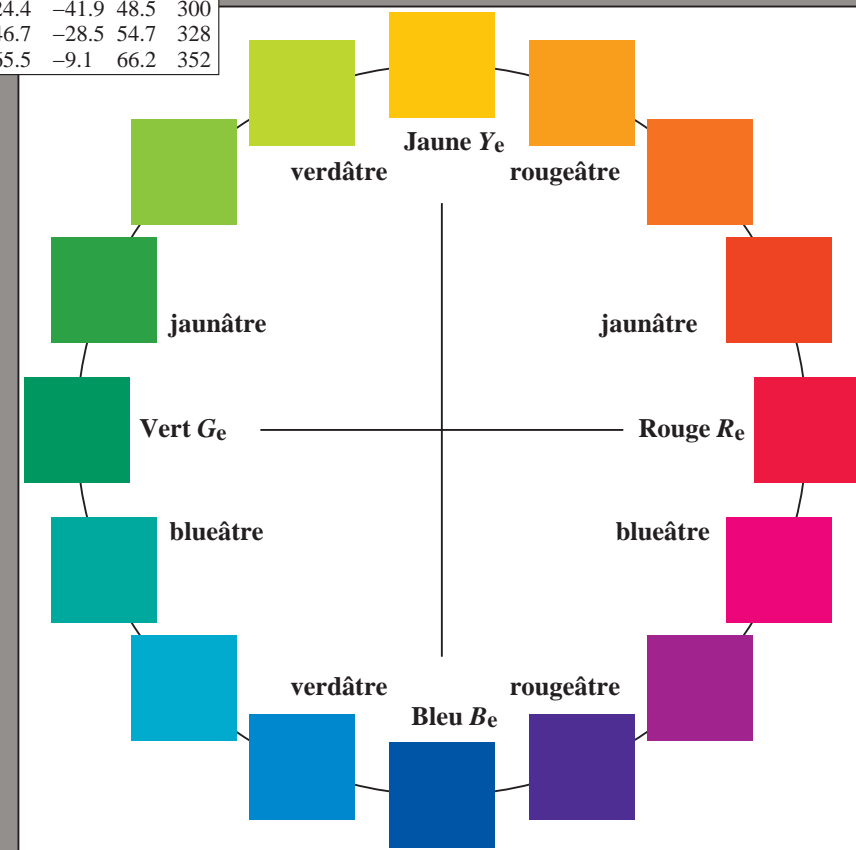 −41.9 48.5 300
−28.5 54.7 328
−9.1 66.2 352
Jaune Ye
verdâtre rougeâtre
jaunâtre jaunâtre
Vert Ge Rouge Re
blueâtre blueâtre
verdâtre rougeâtre
Bleu Be